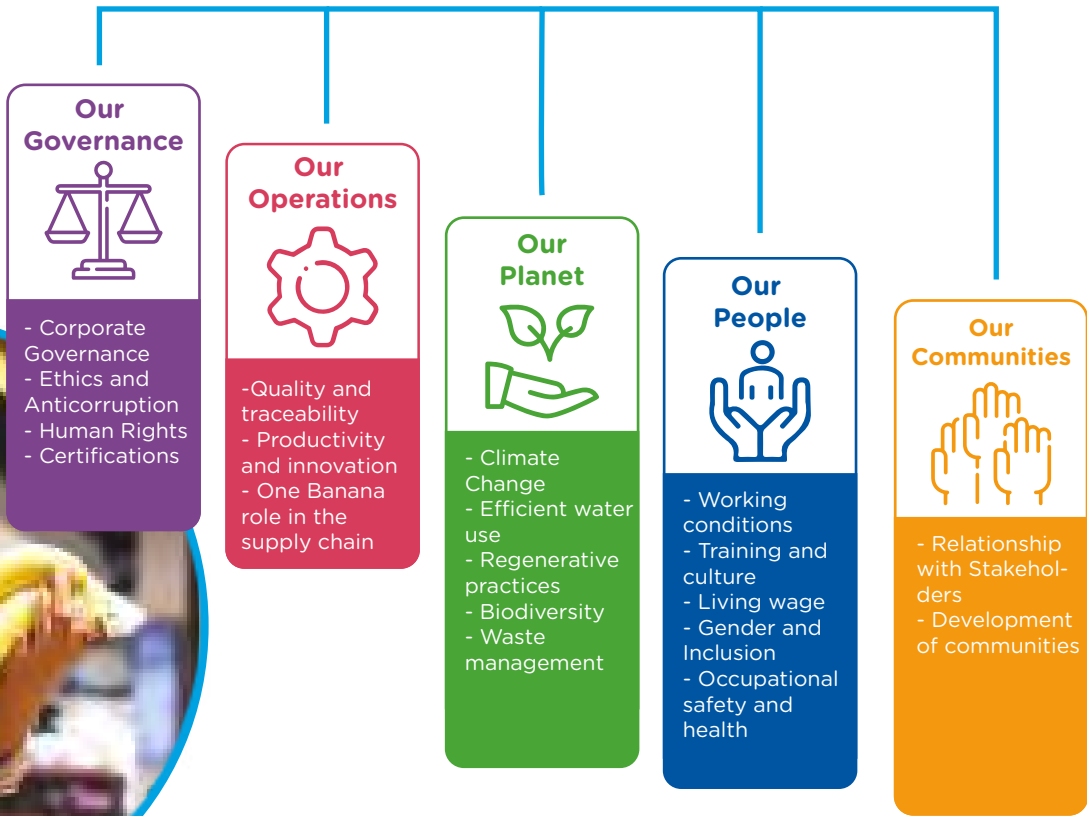 Our
Governance
- Corporate
Governance
- Ethics and
Anticorruption
- Human Rights
- Certifications
Our
Operations
-Quality and
traceability
- Productivity
and innovation
- One Banana
role in the
supply chain
Our
Planet
- Climate
Change
- Efficient water
use
- Regenerative
practices
- Biodiversity
- Waste
management
Our
People
- Working
conditions
- Training and
culture
- Living wage
- Gender and
Inclusion
- Occupational
safety and
health
Our
Communities
- Relationship
with Stakehol-
ders
- Development
of communities